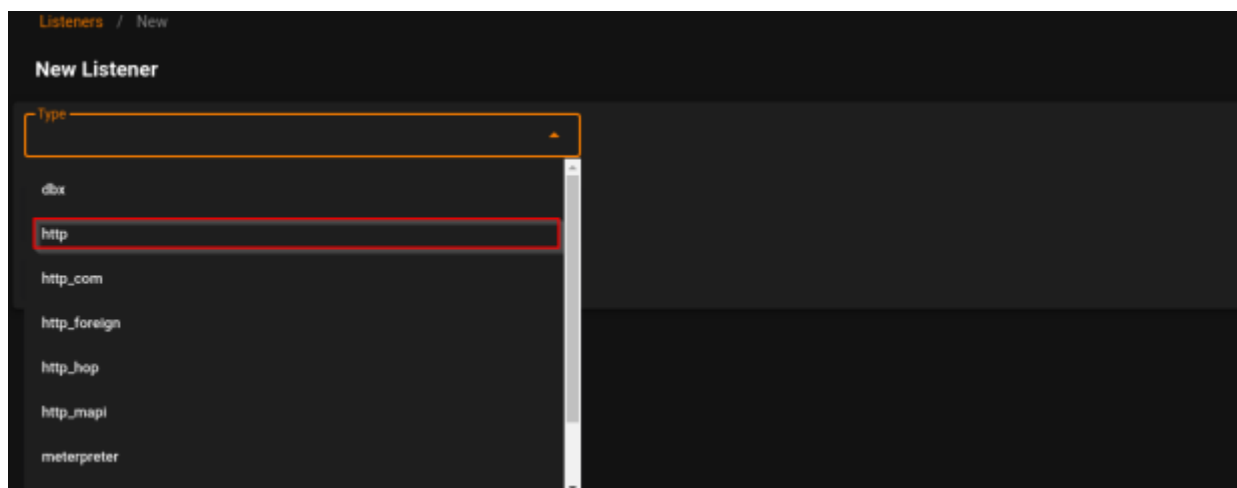 Listeners / New
New Listener
Type
dbx
http
http_com
http_foreign
http_hop
http_mapi
meterpreter